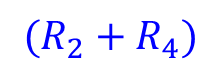 (R₂ + R₄)